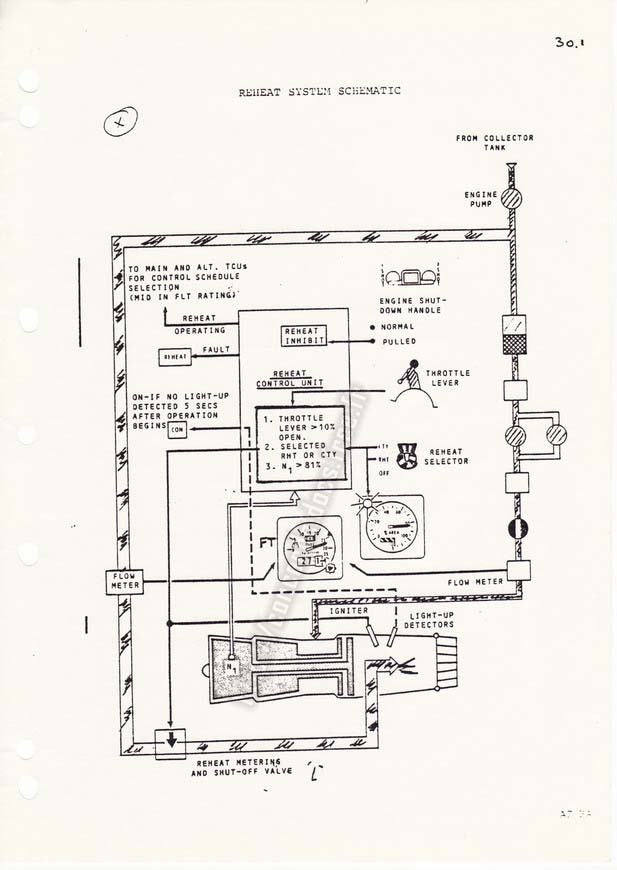 30.1
REHEAT SYSTEM SCHEMATIC
X
FROM COLLECTOR
TANK
ENGINE
PUMP
TO MAIN AND ALT. TCUs
FOR CONTROL SCHEDULE
SELECTION
(MID IN FLT RATING)
ENGINE SHUT-
DOWN HANDLE
REHEAT
OPERATING
REHEAT
INHIBIT
NORMAL
PULLED
FAULT
REHEAT
REHEAT
CONTROL UNIT
THROTTLE
LEVER
ON-IF NO LIGHT-UP
DETECTED 5 SECS
AFTER OPERATION
BEGINS
CON
1. THROTTLE
LEVER >10%
OPEN.
2. SELECTED
RHT OR CTY
3. N1 >81%
CTY
RHT
OFF
REHEAT
SELECTOR
FT
% AREA
100
271
FLOW
METER
FLOW METER
IGNITER
LIGHT-UP
DETECTORS
N1
REHEAT METERING
AND SHUT-OFF VALVE